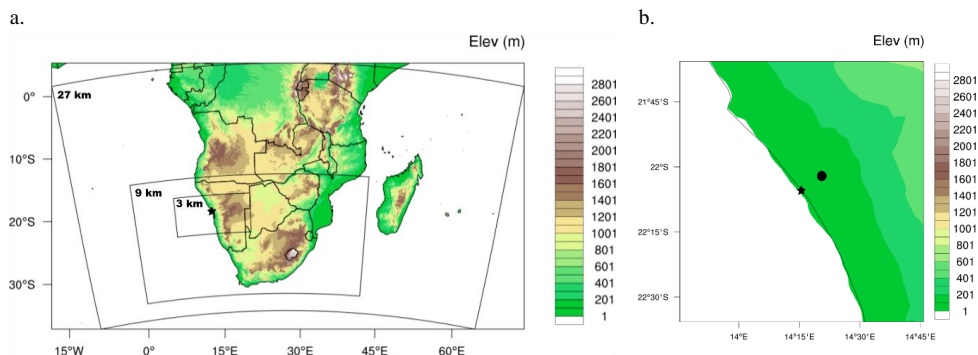 a.
Elev (m)
27 km
9 km
3 km
0°
10°S
20°S
30°S
15°W
0°
15°E
30°E
45°E
60°E
2801
2601
2401
2201
2001
1801
1601
1401
1201
1001
801
601
401
201
1
b.
Elev (m)
21°45'S
22°S
22°15'S
22°30'S
14°E
14°15'E
14°30'E
14°45'E
2801
2601
2401
2201
2001
1801
1601
1401
1201
1001
801
601
401
201
1